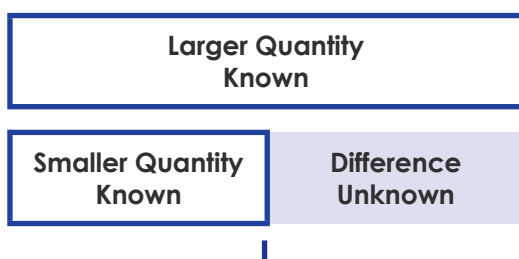 Larger Quantity
Known
Smaller Quantity
Known
Difference
Unknown